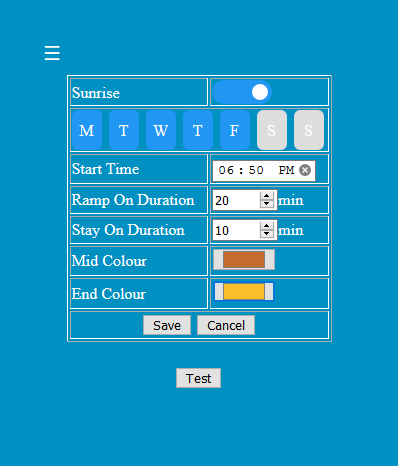 Sunrise
M T W T F S S
Start Time 06:50 PM
Ramp On Duration 20 min
Stay On Duration 10 min
Mid Colour
End Colour
Save Cancel
Test